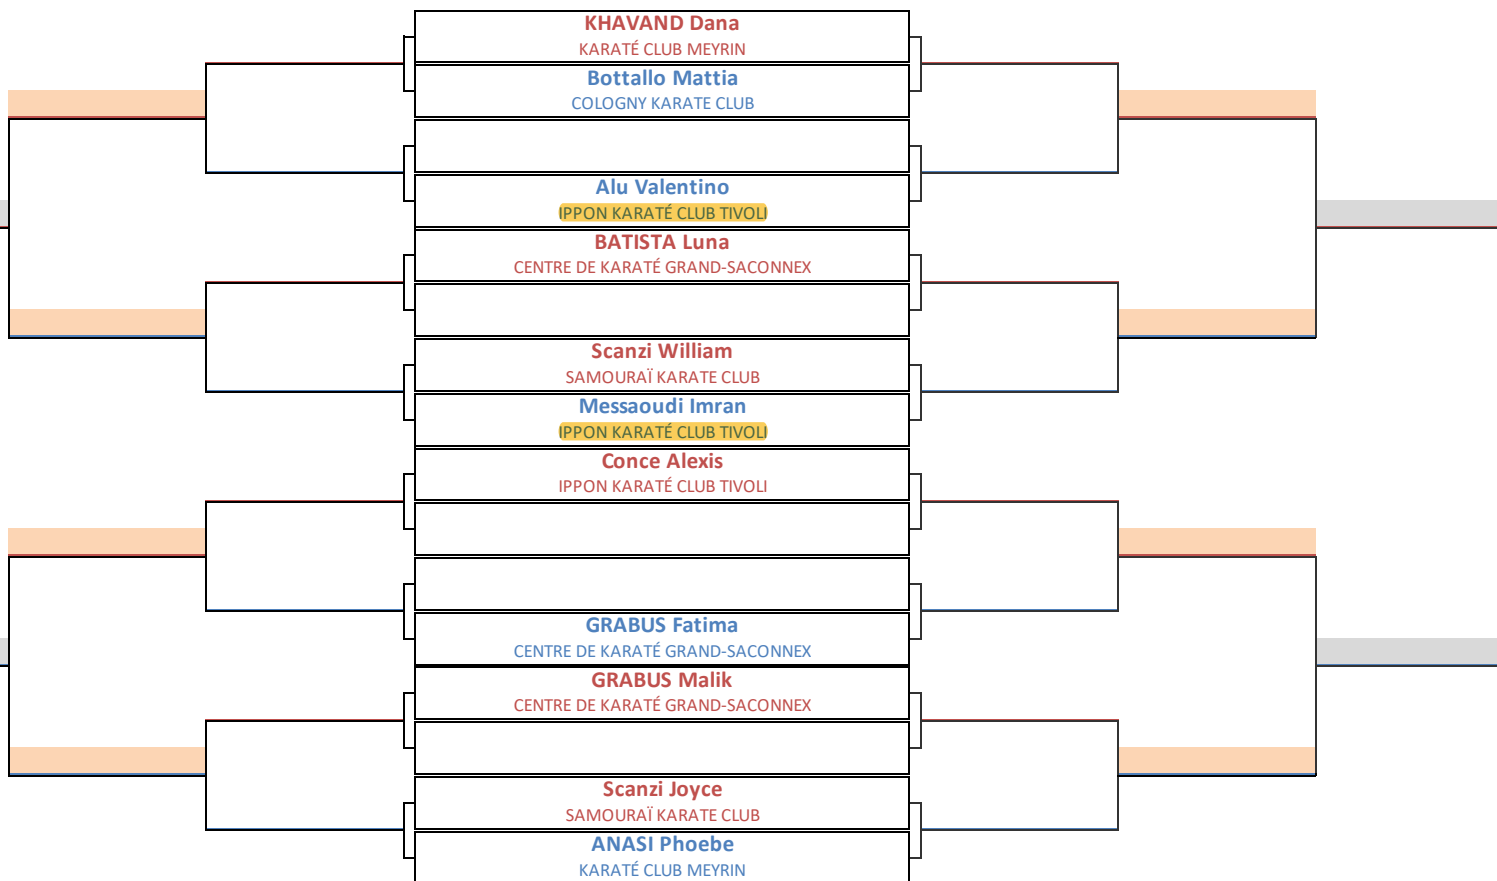 KHAVAND Dana
KARATÉ CLUB MEYRIN
Bottallo Mattia
COLOGNY KARATE CLUB
Alu Valentino
IPPON KARATÉ CLUB TIVOLI
BATISTA Luna
CENTRE DE KARATÉ GRAND-SACONNEX
Scanzi William
SAMOURAÏ KARATE CLUB
Messaoudi Imran
IPPON KARATÉ CLUB TIVOLI
Conce Alexis
IPPON KARATÉ CLUB TIVOLI
GRABUS Fatima
CENTRE DE KARATÉ GRAND-SACONNEX
GRABUS Malik
CENTRE DE KARATÉ GRAND-SACONNEX
Scanzi Joyce
SAMOURAÏ KARATE CLUB
ANASI Phoebe
KARATÉ CLUB MEYRIN